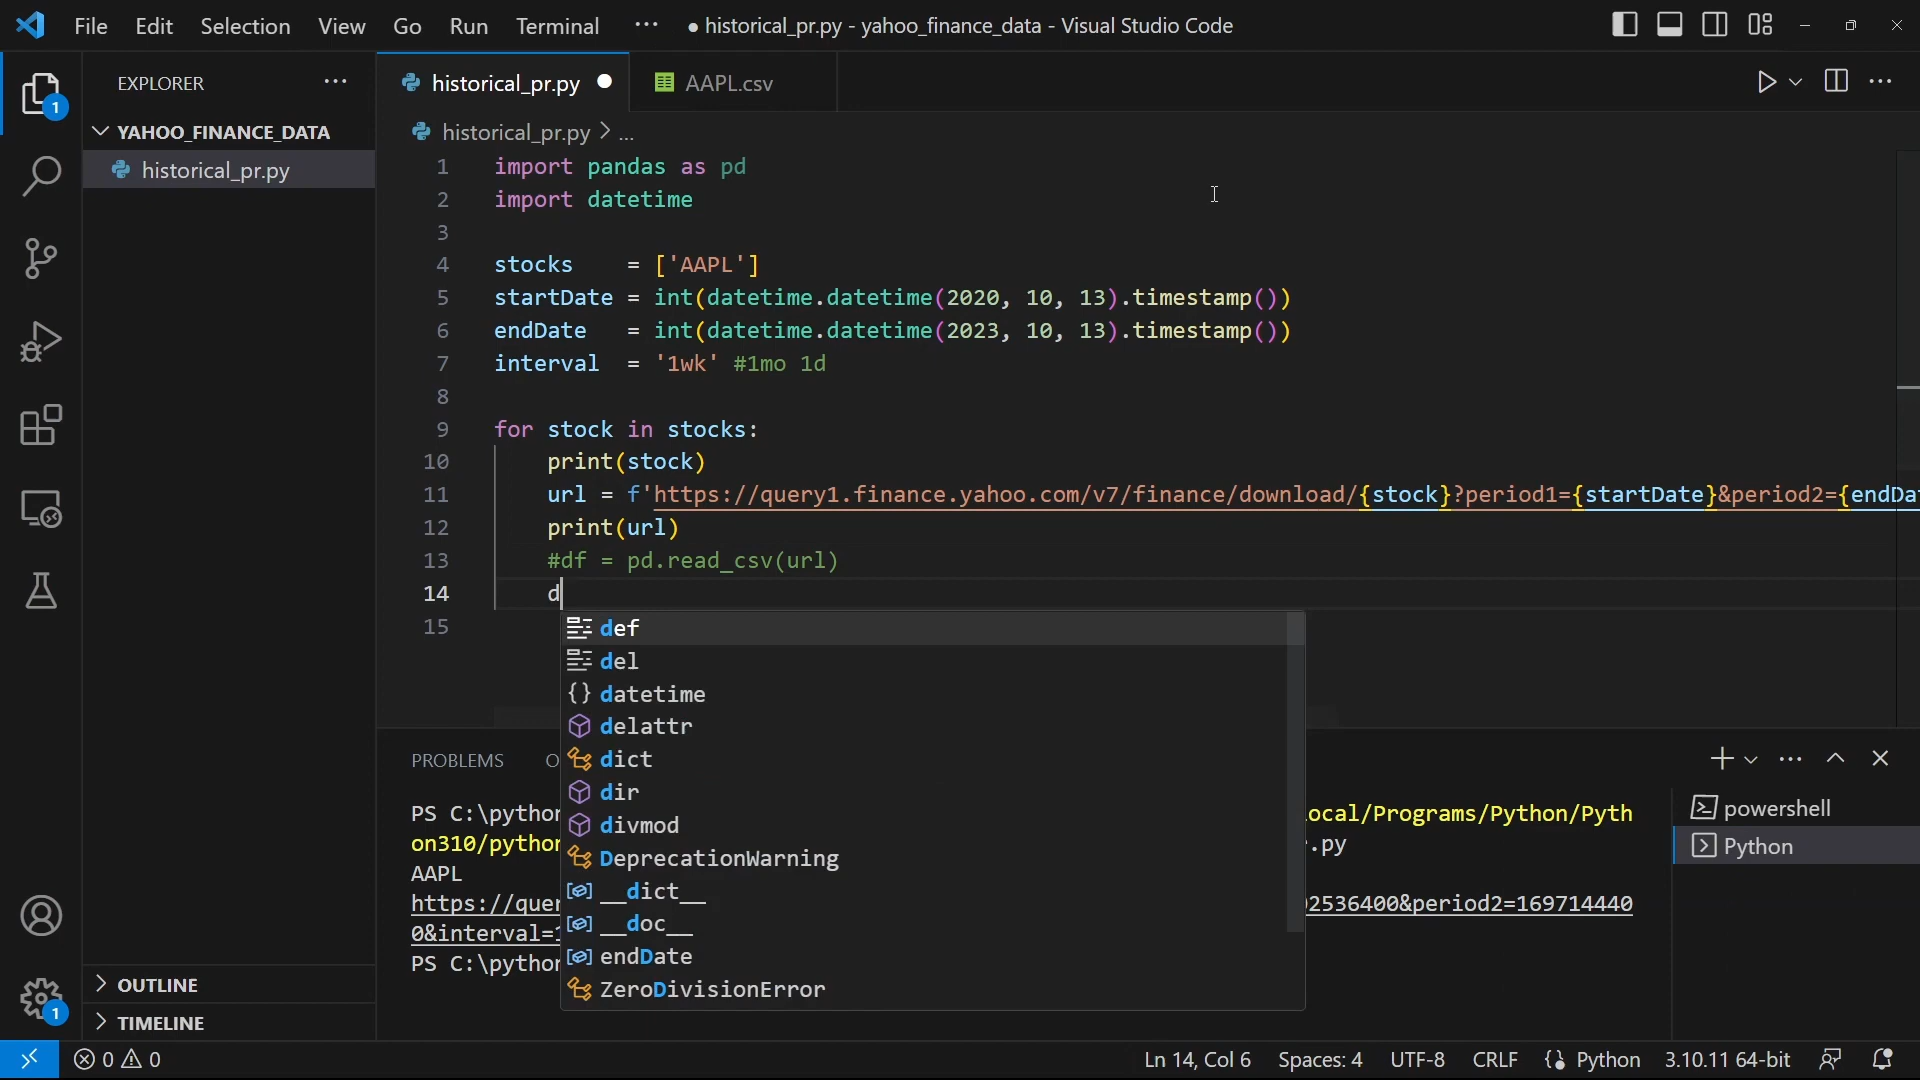 File Edit Selection View Go Run Terminal ··· ● historical_pr.py - yahoo_finance_data - Visual Studio Code
EXPLORER ···
1
YAHOO_FINANCE_DATA
historical_pr.py
historical_pr.py ● AAPL.csv
historical_pr.py > ...
1 import pandas as pd
2 import datetime
3
4 stocks    = ['AAPL']
5 startDate = int(datetime.datetime(2020, 10, 13).timestamp())
6 endDate   = int(datetime.datetime(2023, 10, 13).timestamp())
7 interval  = '1wk' #1mo 1d
8
9 for stock in stocks:
10     print(stock)
11     url = f'https://query1.finance.yahoo.com/v7/finance/download/{stock}?period1={startDate}&period2={endDa
12     print(url)
13     #df = pd.read_csv(url)
14     d
15
def
del
datetime
delattr
dict
dir
divmod
DeprecationWarning
__dict__
__doc__
endDate
ZeroDivisionError
PROBLEMS O
PS C:\python ocal/Programs/Python/Pyth
on310/python .py
AAPL
https://quer 2536400&period2=169714440
0&interval=1
PS C:\python
powershell
Python
OUTLINE
1
TIMELINE
0 0 Ln 14, Col 6 Spaces: 4 UTF-8 CRLF Python 3.10.11 64-bit